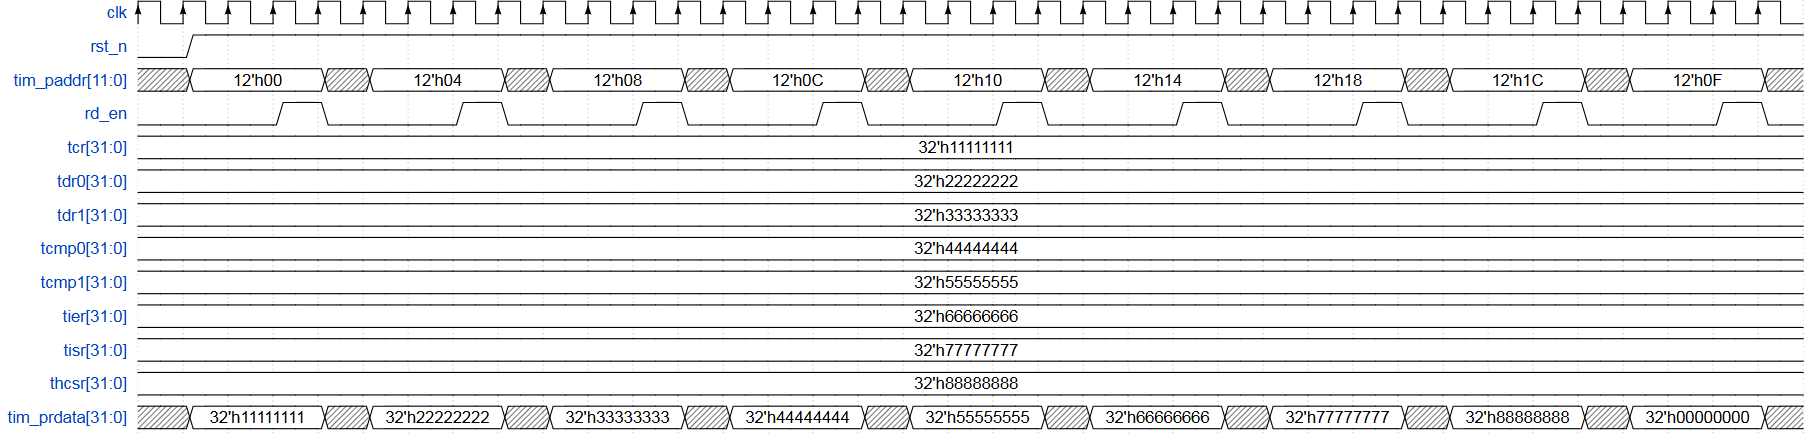 clk
rst_n
tim_paddr[11:0] 12'h00 12'h04 12'h08 12'h0C 12'h10 12'h14 12'h18 12'h1C 12'h0F
rd_en
tcr[31:0] 32'h11111111
tdr0[31:0] 32'h22222222
tdr1[31:0] 32'h33333333
tcmp0[31:0] 32'h44444444
tcmp1[31:0] 32'h55555555
tier[31:0] 32'h66666666
tisr[31:0] 32'h77777777
thcsr[31:0] 32'h88888888
tim_prdata[31:0] 32'h11111111 32'h22222222 32'h33333333 32'h44444444 32'h55555555 32'h66666666 32'h77777777 32'h88888888 32'h00000000